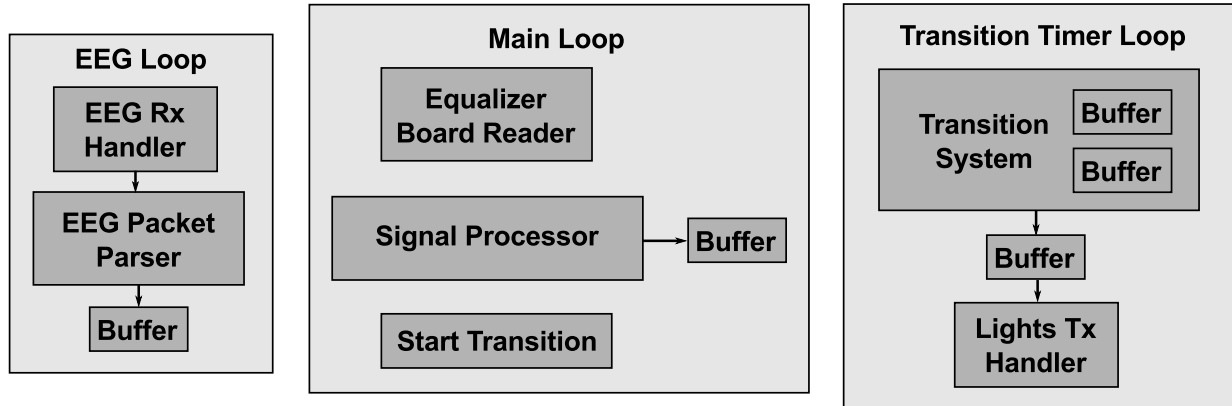 EEG Loop
EEG Rx
Handler
EEG Packet
Parser
Buffer
Main Loop
Equalizer
Board Reader
Signal Processor
Buffer
Start Transition
Transition Timer Loop
Transition
System
Buffer
Buffer
Buffer
Lights Tx
Handler